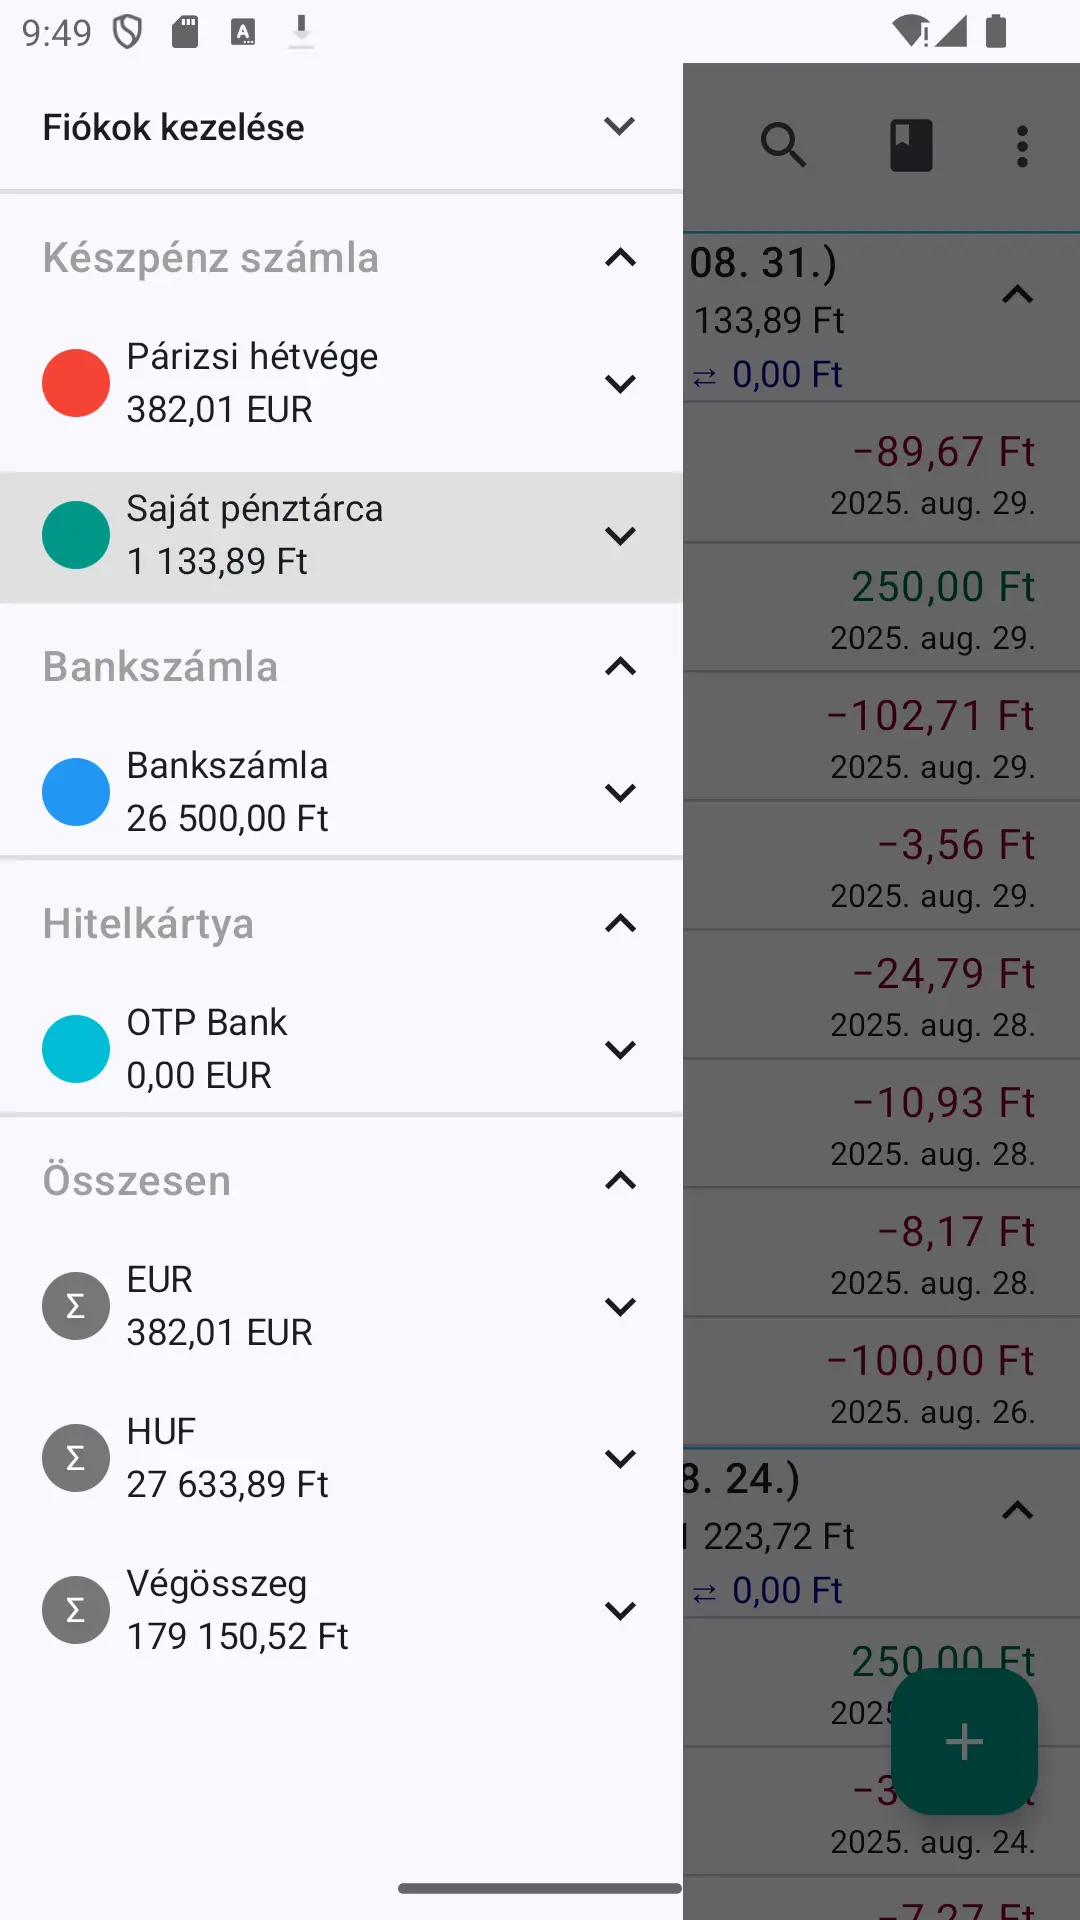 9:49
Fiókok kezelése
Készpénz számla
Párizsi hétvége
382,01 EUR
Saját pénztárca
1 133,89 Ft
Bankszámla
Bankszámla
26 500,00 Ft
Hitelkártya
OTP Bank
0,00 EUR
Összesen
Σ EUR
382,01 EUR
Σ HUF
27 633,89 Ft
Σ Végösszeg
179 150,52 Ft
08. 31.)
133,89 Ft
⇄ 0,00 Ft
−89,67 Ft
2025. aug. 29.
250,00 Ft
2025. aug. 29.
−102,71 Ft
2025. aug. 29.
−3,56 Ft
2025. aug. 29.
−24,79 Ft
2025. aug. 28.
−10,93 Ft
2025. aug. 28.
−8,17 Ft
2025. aug. 28.
−100,00 Ft
2025. aug. 26.
8. 24.)
1 223,72 Ft
⇄ 0,00 Ft
250,00 Ft
2025. aug. 24.
−7,27 Ft